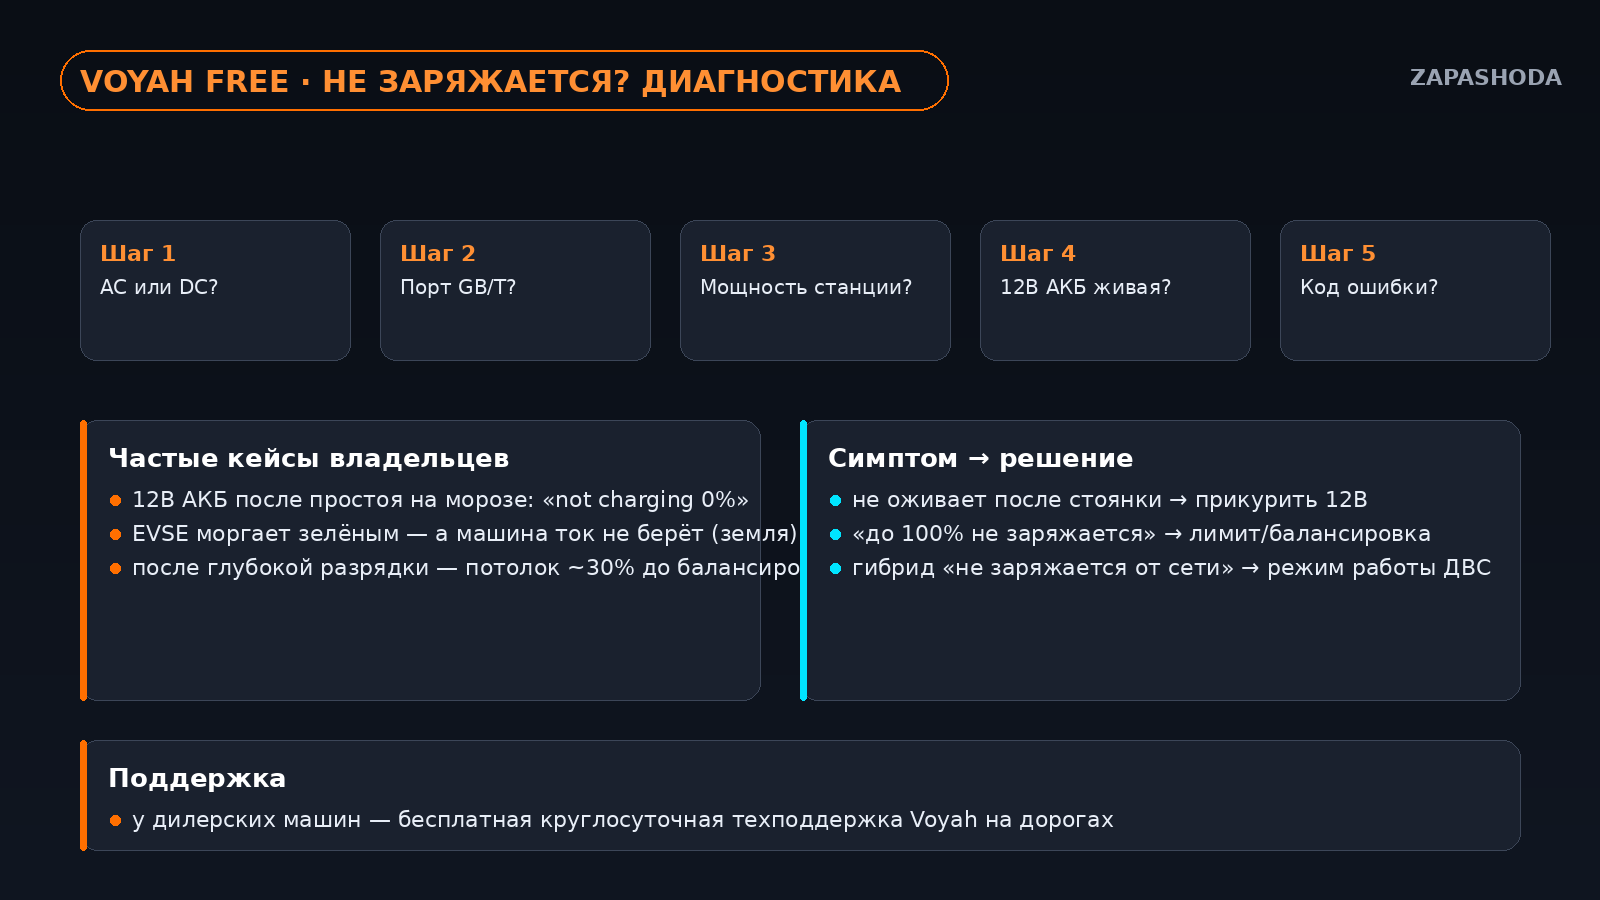 VOYAH FREE · НЕ ЗАРЯЖАЕТСЯ? ДИАГНОСТИКА
ZAPASHODA
Шаг 1
AC или DC?
Шаг 2
Порт GB/T?
Шаг 3
Мощность станции?
Шаг 4
12В АКБ живая?
Шаг 5
Код ошибки?
Частые кейсы владельцев
12В АКБ после простоя на морозе: «not charging 0%»
EVSE моргает зелёным — а машина ток не берёт (земля)
после глубокой разрядки — потолок ~30% до балансиро
Симптом → решение
не оживает после стоянки → прикурить 12В
«до 100% не заряжается» → лимит/балансировка
гибрид «не заряжается от сети» → режим работы ДВС
Поддержка
у дилерских машин — бесплатная круглосуточная техподдержка Voyah на дорогах